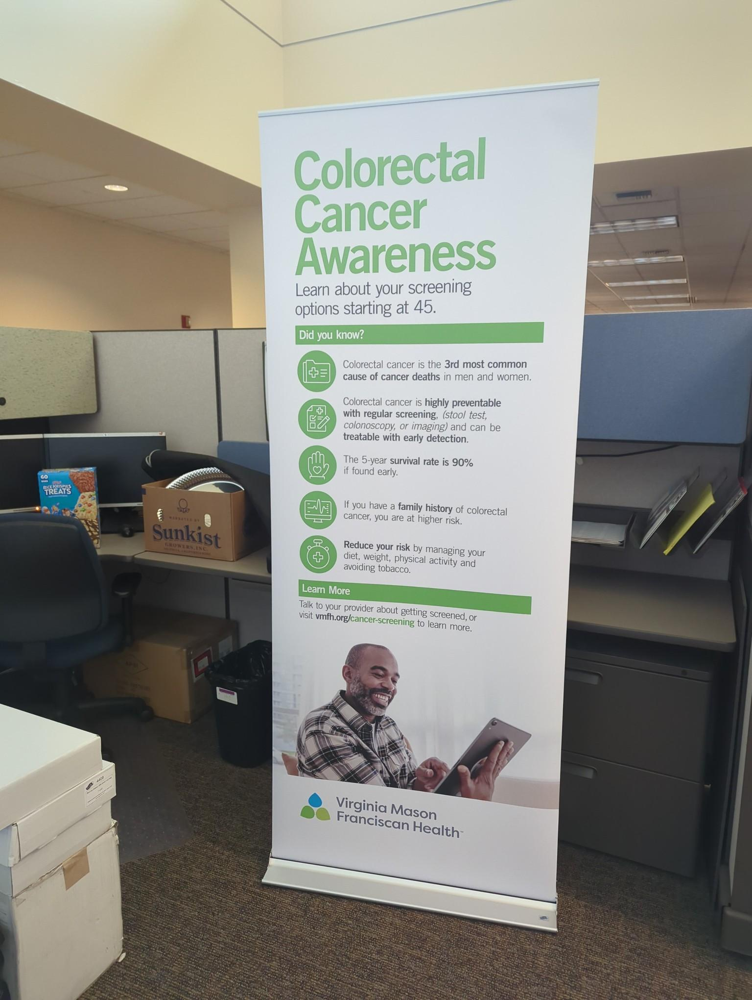 Colorectal
Cancer
Awareness
Learn about your screening
options starting at 45.
Did you know?
Colorectal cancer is the 3rd most common
cause of cancer deaths in men and women.
Colorectal cancer is highly preventable
with regular screening, (stool test,
colonoscopy, or imaging) and can be
treatable with early detection.
The 5-year survival rate is 90%
if found early.
If you have a family history of colorectal
cancer, you are at higher risk.
Reduce your risk by managing your
diet, weight, physical activity and
avoiding tobacco.
Learn More
Talk to your provider about getting screened, or
visit vmfh.org/cancer-screening to learn more.
Virginia Mason
Franciscan Health™
GO
RICE KRISPIES
TREATS
MARKETED BY
Sunkist
GROWERS, INC.
4408